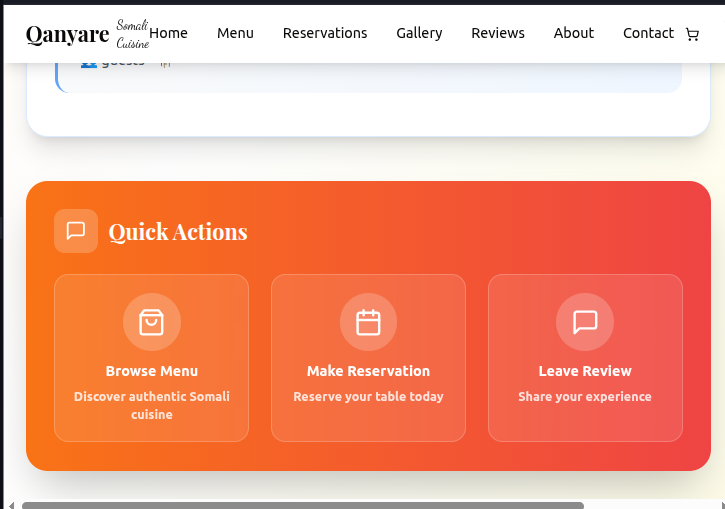 Qanyare
Somali
Cuisine
Home Menu Reservations Gallery Reviews About Contact
guests
Quick Actions
Browse Menu
Discover authentic Somali
cuisine
Make Reservation
Reserve your table today
Leave Review
Share your experience